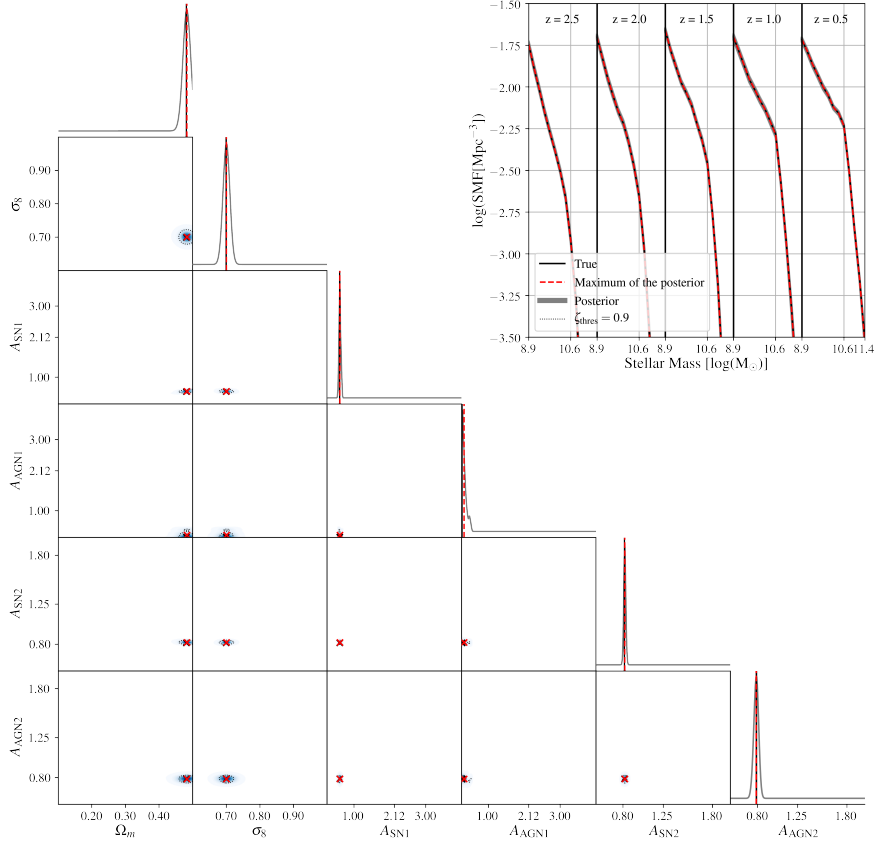 z = 2.5 z = 2.0 z = 1.5 z = 1.0 z = 0.5
−1.50
−1.75
−2.00
−2.25
−2.50
−2.75
−3.00
−3.25
−3.50
log(SMF[Mpc⁻³])
True
Maximum of the posterior
Posterior
ζthres = 0.9
8.9 10.6 8.9 10.6 8.9 10.6 8.9 10.6 8.9 10.611.4
Stellar Mass [log(M⊙)]
σ8
0.90
0.80
0.70
ASN1
3.00
2.12
1.00
AAGN1
3.00
2.12
1.00
ASN2
1.80
1.25
0.80
AAGN2
1.80
1.25
0.80
0.20 0.30 0.40 0.70 0.80 0.90 1.00 2.12 3.00 1.00 2.12 3.00 0.80 1.25 1.80 0.80 1.25 1.80
Ωm σ8 ASN1 AAGN1 ASN2 AAGN2